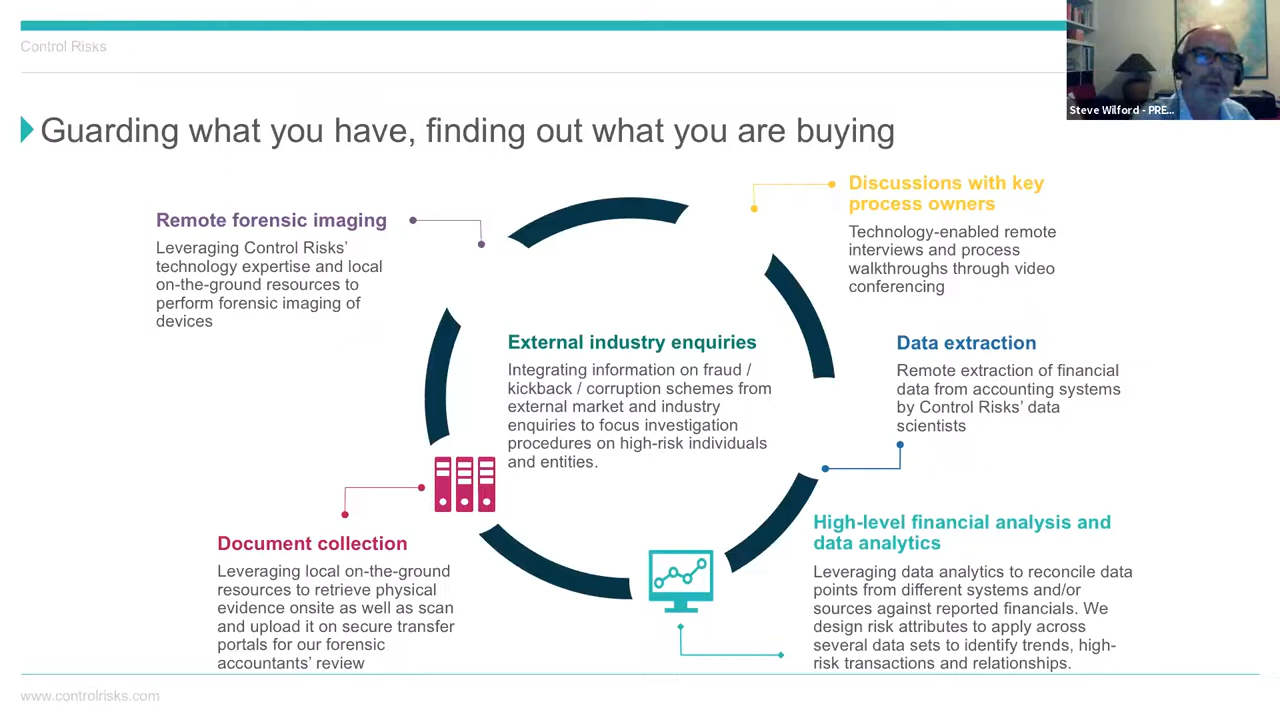 Control Risks
Steve Wilford - PRE...
Guarding what you have, finding out what you are buying
Remote forensic imaging
Leveraging Control Risks’
technology expertise and local
on-the-ground resources to
perform forensic imaging of
devices
Discussions with key
process owners
Technology-enabled remote
interviews and process
walkthroughs through video
conferencing
External industry enquiries
Integrating information on fraud /
kickback / corruption schemes from
external market and industry
enquiries to focus investigation
procedures on high-risk individuals
and entities.
Data extraction
Remote extraction of financial
data from accounting systems
by Control Risks’ data
scientists
Document collection
Leveraging local on-the-ground
resources to retrieve physical
evidence onsite as well as scan
and upload it on secure transfer
portals for our forensic
accountants’ review
High-level financial analysis and
data analytics
Leveraging data analytics to reconcile data
points from different systems and/or
sources against reported financials. We
design risk attributes to apply across
several data sets to identify trends, high-
risk transactions and relationships.
www.controlrisks.com